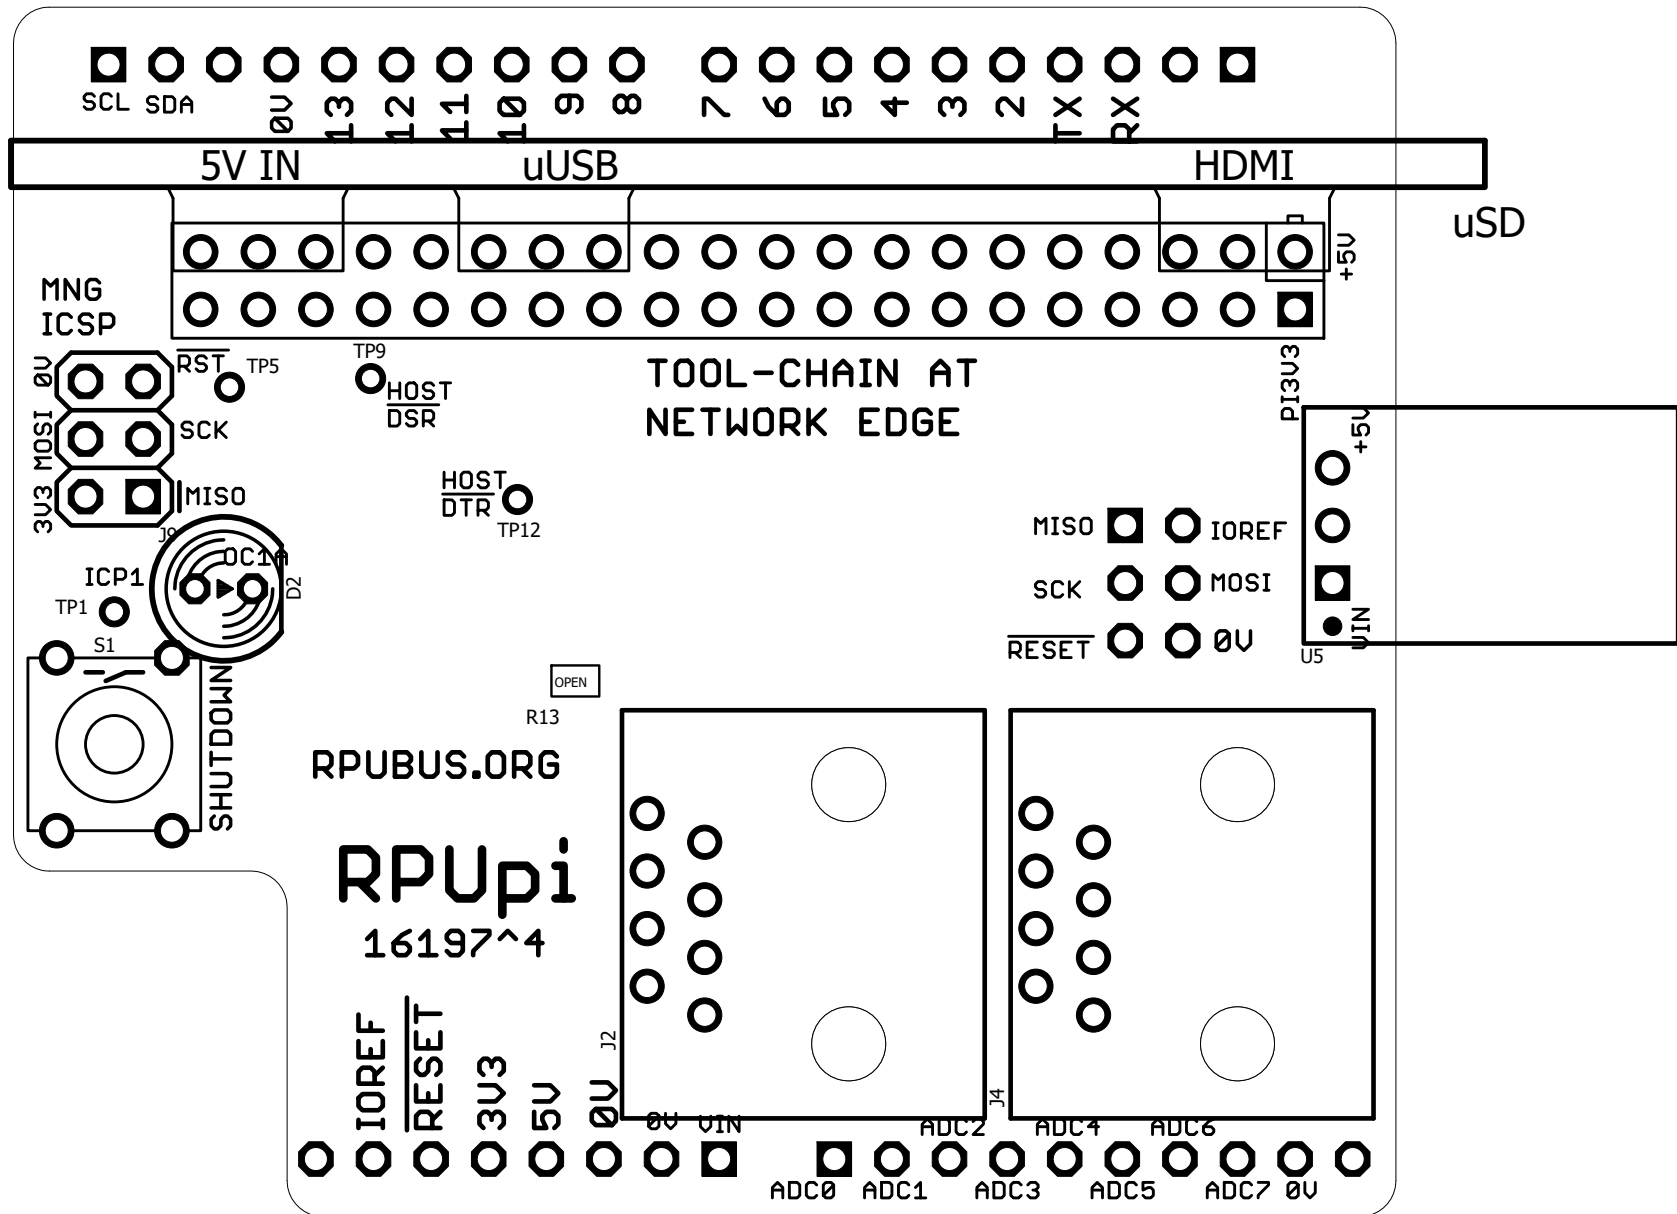 SCL SDA 0V 13 12 11 10 9 8 7 6 5 4 3 2 TX RX
5V IN uUSB HDMI
uSD
+5V
MNG
ICSP
0V
RST
TP5
TP9
HOST
DSR
TOOL-CHAIN AT
NETWORK EDGE
PI3V3
+5V
MOSI
SCK
3V3
MISO
J9
HOST
DTR
TP12
MISO IOREF
SCK MOSI
RESET 0V
VIN
U5
OC1A
D2
ICP1
TP1
S1
SHUTDOWN
OPEN
R13
RPUBUS.ORG
RPUpi
16197^4
J2
J4
IOREF RESET 3V3 5V 0V 0V VIN
ADC2 ADC4 ADC6
ADC0 ADC1 ADC3 ADC5 ADC7 0V